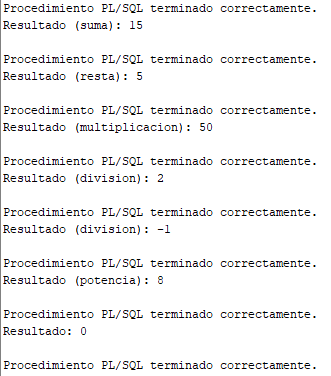 Procedimiento PL/SQL terminado correctamente.
Resultado (suma): 15
Procedimiento PL/SQL terminado correctamente.
Resultado (resta): 5
Procedimiento PL/SQL terminado correctamente.
Resultado (multiplicacion): 50
Procedimiento PL/SQL terminado correctamente.
Resultado (division): 2
Procedimiento PL/SQL terminado correctamente.
Resultado (division): -1
Procedimiento PL/SQL terminado correctamente.
Resultado (potencia): 8
Procedimiento PL/SQL terminado correctamente.
Resultado: 0
Procedimiento PL/SQL terminado correctamente.